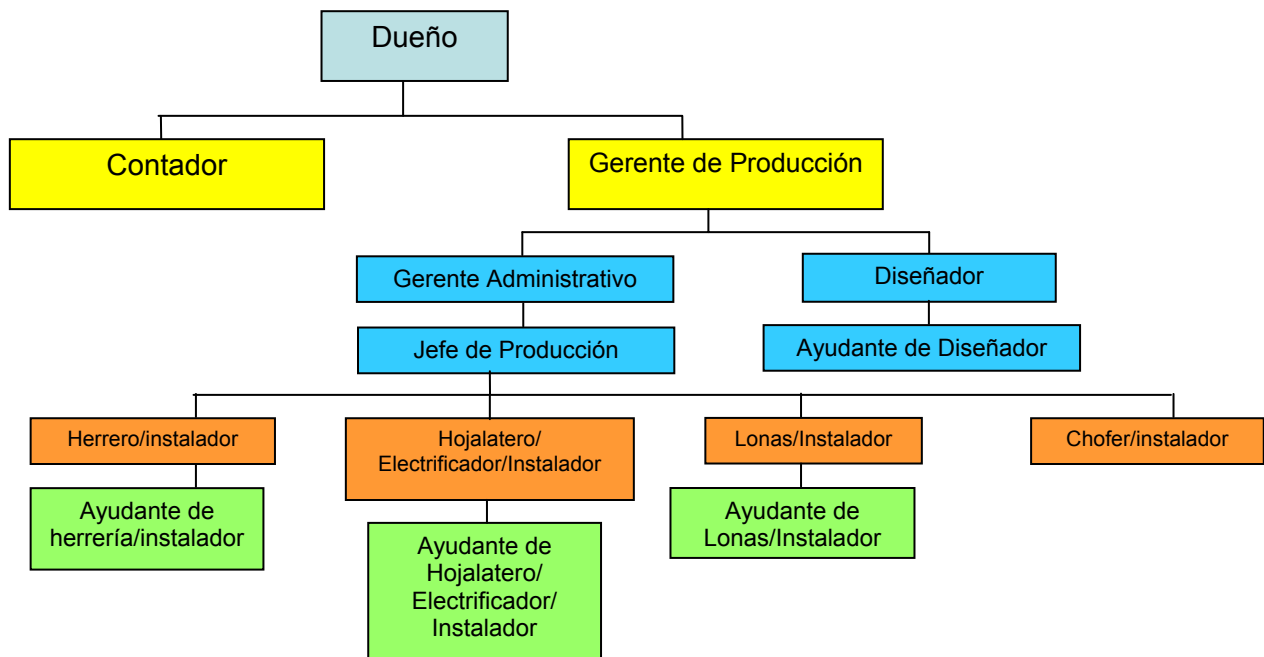 Dueño
Contador
Gerente de Producción
Gerente Administrativo
Diseñador
Jefe de Producción
Ayudante de Diseñador
Herrero/instalador
Hojalatero/
Electrificador/Instalador
Lonas/Instalador
Chofer/instalador
Ayudante de
herrería/instalador
Ayudante de
Hojalatero/
Electrificador/
Instalador
Ayudante de
Lonas/Instalador